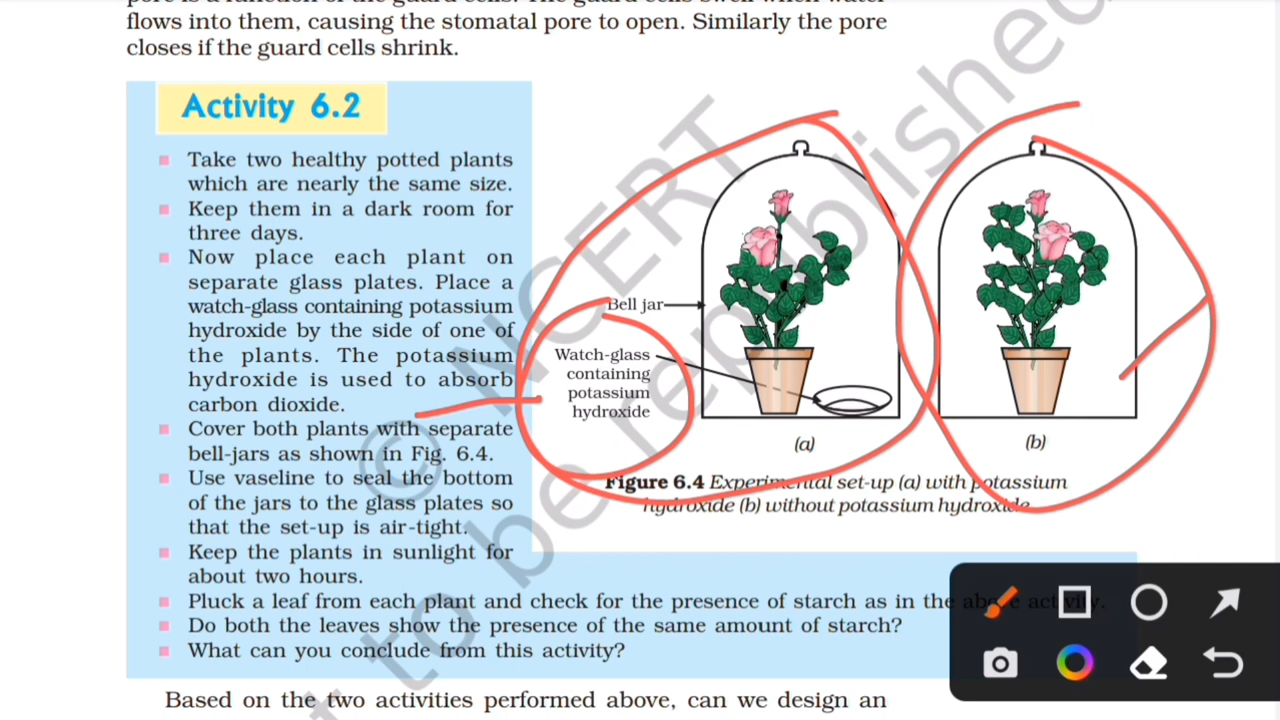 flows into them, causing the stomatal pore to open. Similarly the pore
closes if the guard cells shrink.
Activity 6.2
Take two healthy potted plants
which are nearly the same size.
Keep them in a dark room for
three days.
Now place each plant on
separate glass plates. Place a
watch-glass containing potassium
hydroxide by the side of one of
the plants. The potassium
hydroxide is used to absorb
carbon dioxide.
Cover both plants with separate
bell-jars as shown in Fig. 6.4.
Use vaseline to seal the bottom
of the jars to the glass plates so
that the set-up is air-tight.
Keep the plants in sunlight for
about two hours.
Pluck a leaf from each plant and check for the presence of starch as in the above activity.
Do both the leaves show the presence of the same amount of starch?
What can you conclude from this activity?
Bell jar
Watch-glass
containing
potassium
hydroxide
(a)
(b)
Figure 6.4 Experimental set-up (a) with potassium
hydroxide (b) without potassium hydroxide
Based on the two activities performed above, can we design an
© NCERT
be republished